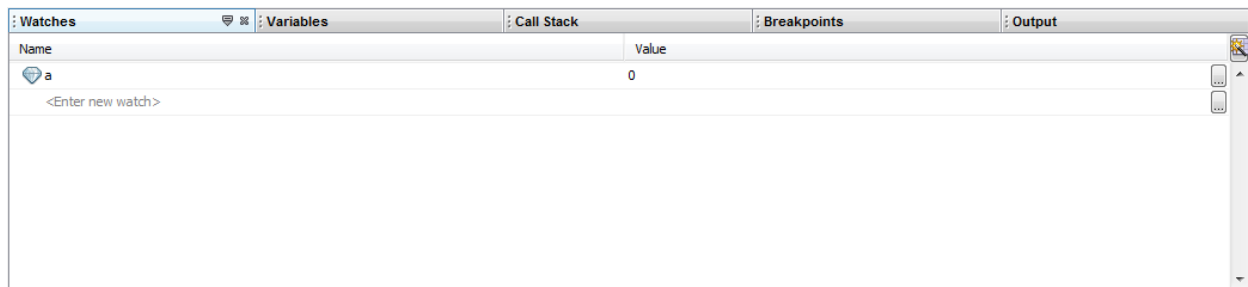 Watches Variables Call Stack Breakpoints Output
Name Value
a 0
...
<Enter new watch>
...